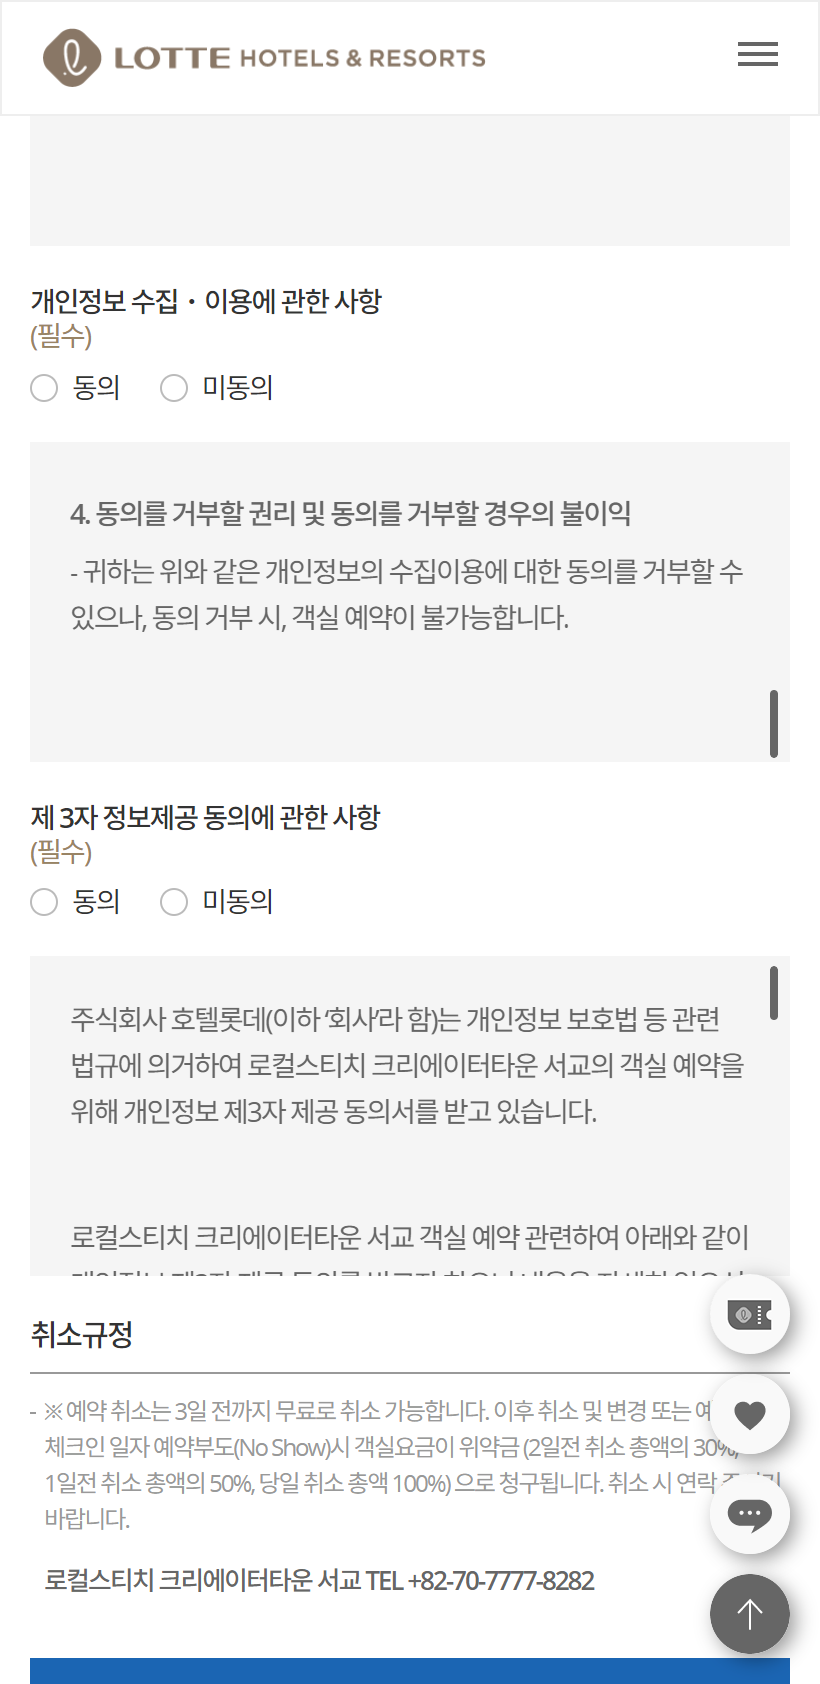 LOTTE HOTELS & RESORTS
개인정보 수집・이용에 관한 사항
(필수)
동의 미동의
4. 동의를 거부할 권리 및 동의를 거부할 경우의 불이익
- 귀하는 위와 같은 개인정보의 수집이용에 대한 동의를 거부할 수
있으나, 동의 거부 시, 객실 예약이 불가능합니다.
제 3자 정보제공 동의에 관한 사항
(필수)
동의 미동의
주식회사 호텔롯데(이하 ‘회사’라 함)는 개인정보 보호법 등 관련
법규에 의거하여 로컬스티치 크리에이터타운 서교의 객실 예약을
위해 개인정보 제3자 제공 동의서를 받고 있습니다.
로컬스티치 크리에이터타운 서교 객실 예약 관련하여 아래와 같이
취소규정
- ※ 예약 취소는 3일 전까지 무료로 취소 가능합니다. 이후 취소 및 변경 또는
체크인 일자 예약부도(No Show)시 객실요금이 위약금 (2일전 취소 총액의 30%,
1일전 취소 총액의 50%, 당일 취소 총액 100%) 으로 청구됩니다. 취소 시 연락
바랍니다.
로컬스티치 크리에이터타운 서교 TEL +82-70-7777-8282